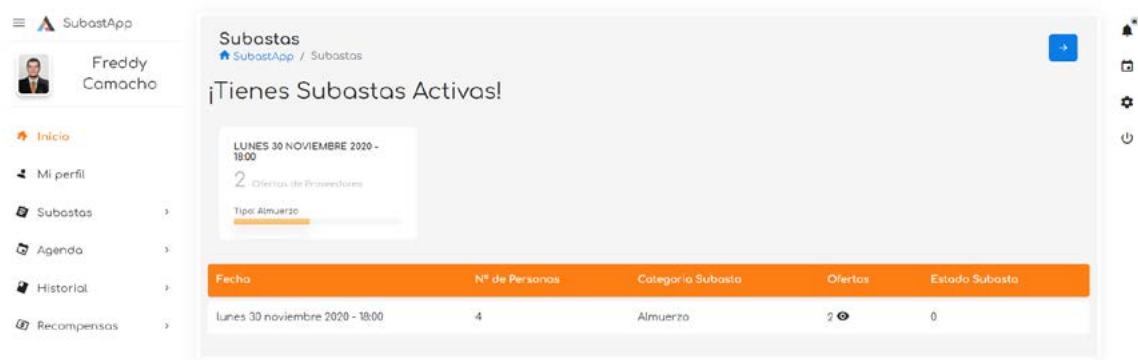 SubastApp
Freddy
Camacho
Inicio
Mi perfil
Subastas
Agenda
Historial
Recompensas
Subastas
SubastApp / Subastas
¡Tienes Subastas Activas!
LUNES 30 NOVIEMBRE 2020 -
18:00
2 Ofertas de Proveedores
Tipo: Almuerzo
Fecha Nº de Personas Categoria Subasta Ofertas Estado Subasta
lunes 30 noviembre 2020 - 18:00 4 Almuerzo 2 0